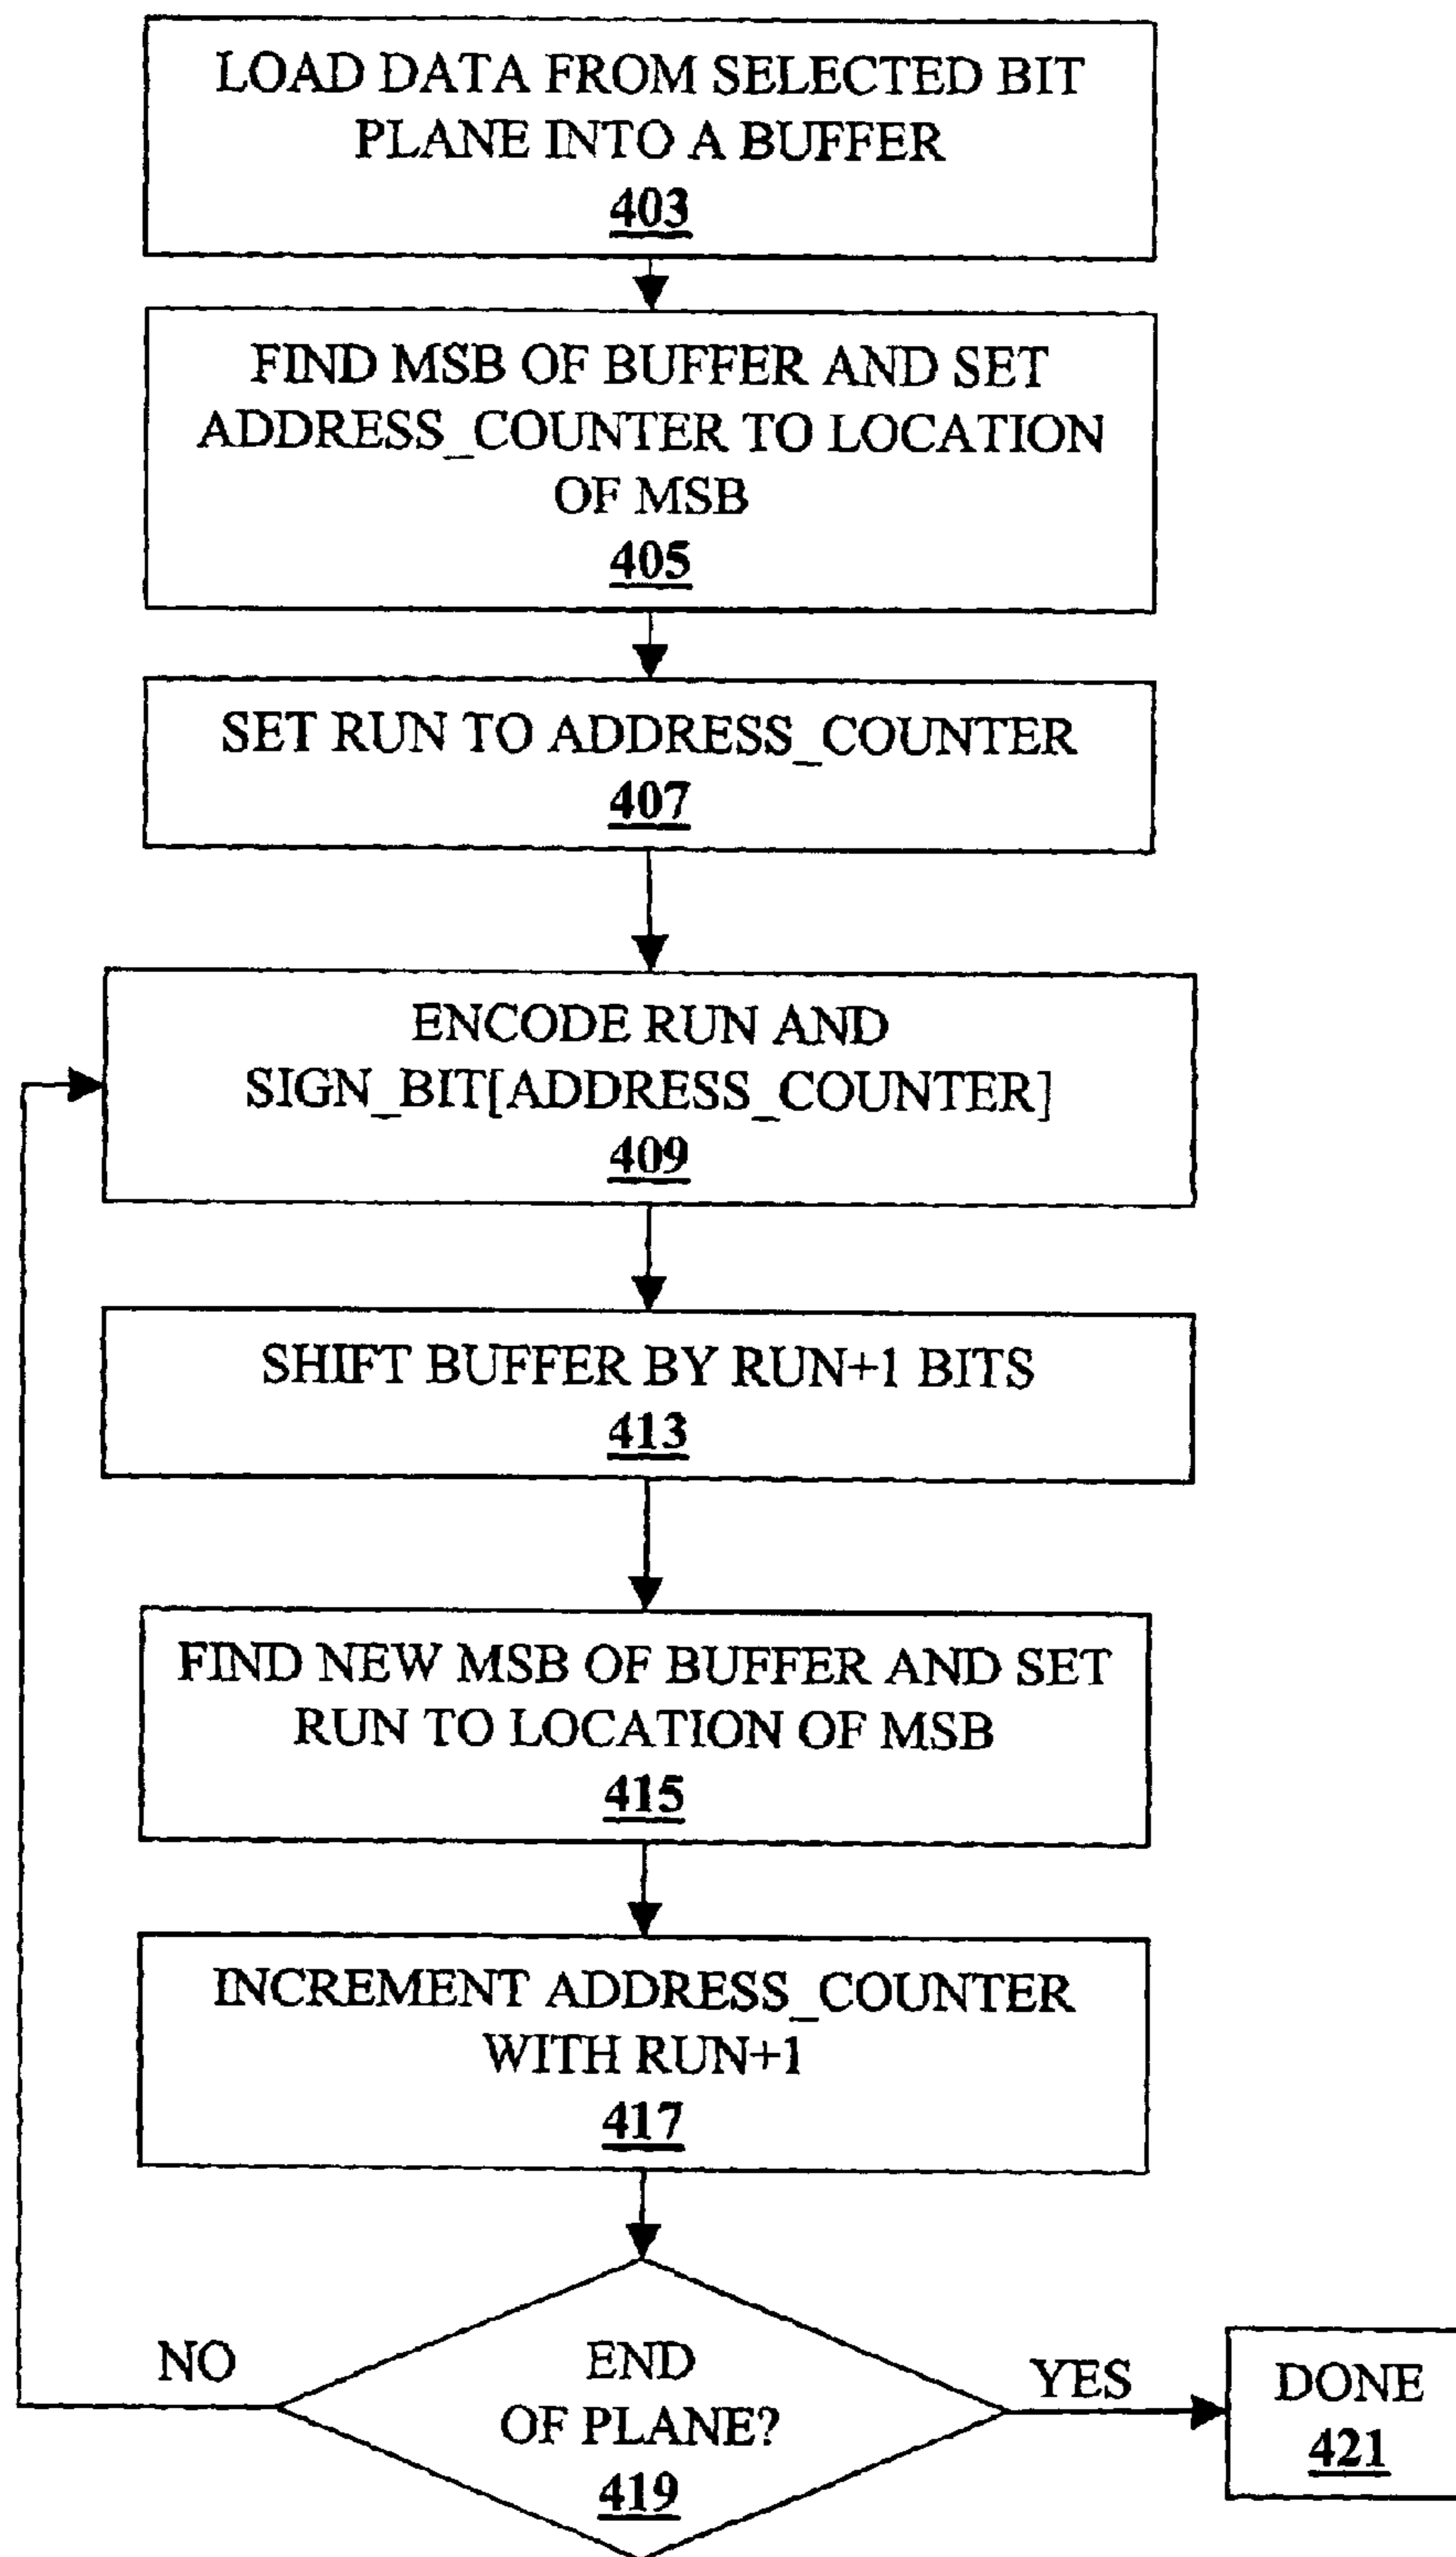 LOAD DATA FROM SELECTED BIT
PLANE INTO A BUFFER
403
FIND MSB OF BUFFER AND SET
ADDRESS_COUNTER TO LOCATION
OF MSB
405
SET RUN TO ADDRESS_COUNTER
407
ENCODE RUN AND
SIGN_BIT[ADDRESS_COUNTER]
409
SHIFT BUFFER BY RUN+1 BITS
413
FIND NEW MSB OF BUFFER AND SET
RUN TO LOCATION OF MSB
415
INCREMENT ADDRESS_COUNTER
WITH RUN+1
417
NO
END
OF PLANE?
419
YES
DONE
421